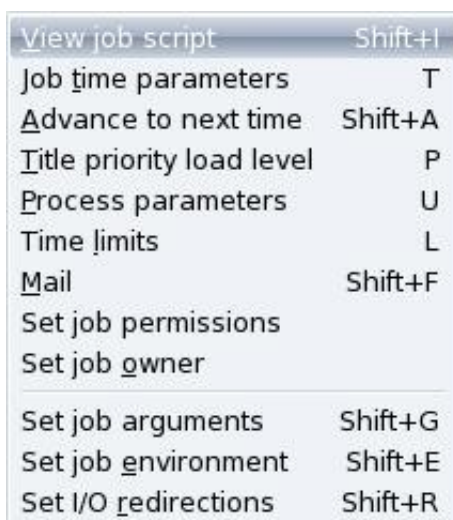 View job script Shift+I
Job time parameters T
Advance to next time Shift+A
Title priority load level P
Process parameters U
Time limits L
Mail Shift+F
Set job permissions
Set job owner
Set job arguments Shift+G
Set job environment Shift+E
Set I/O redirections Shift+R